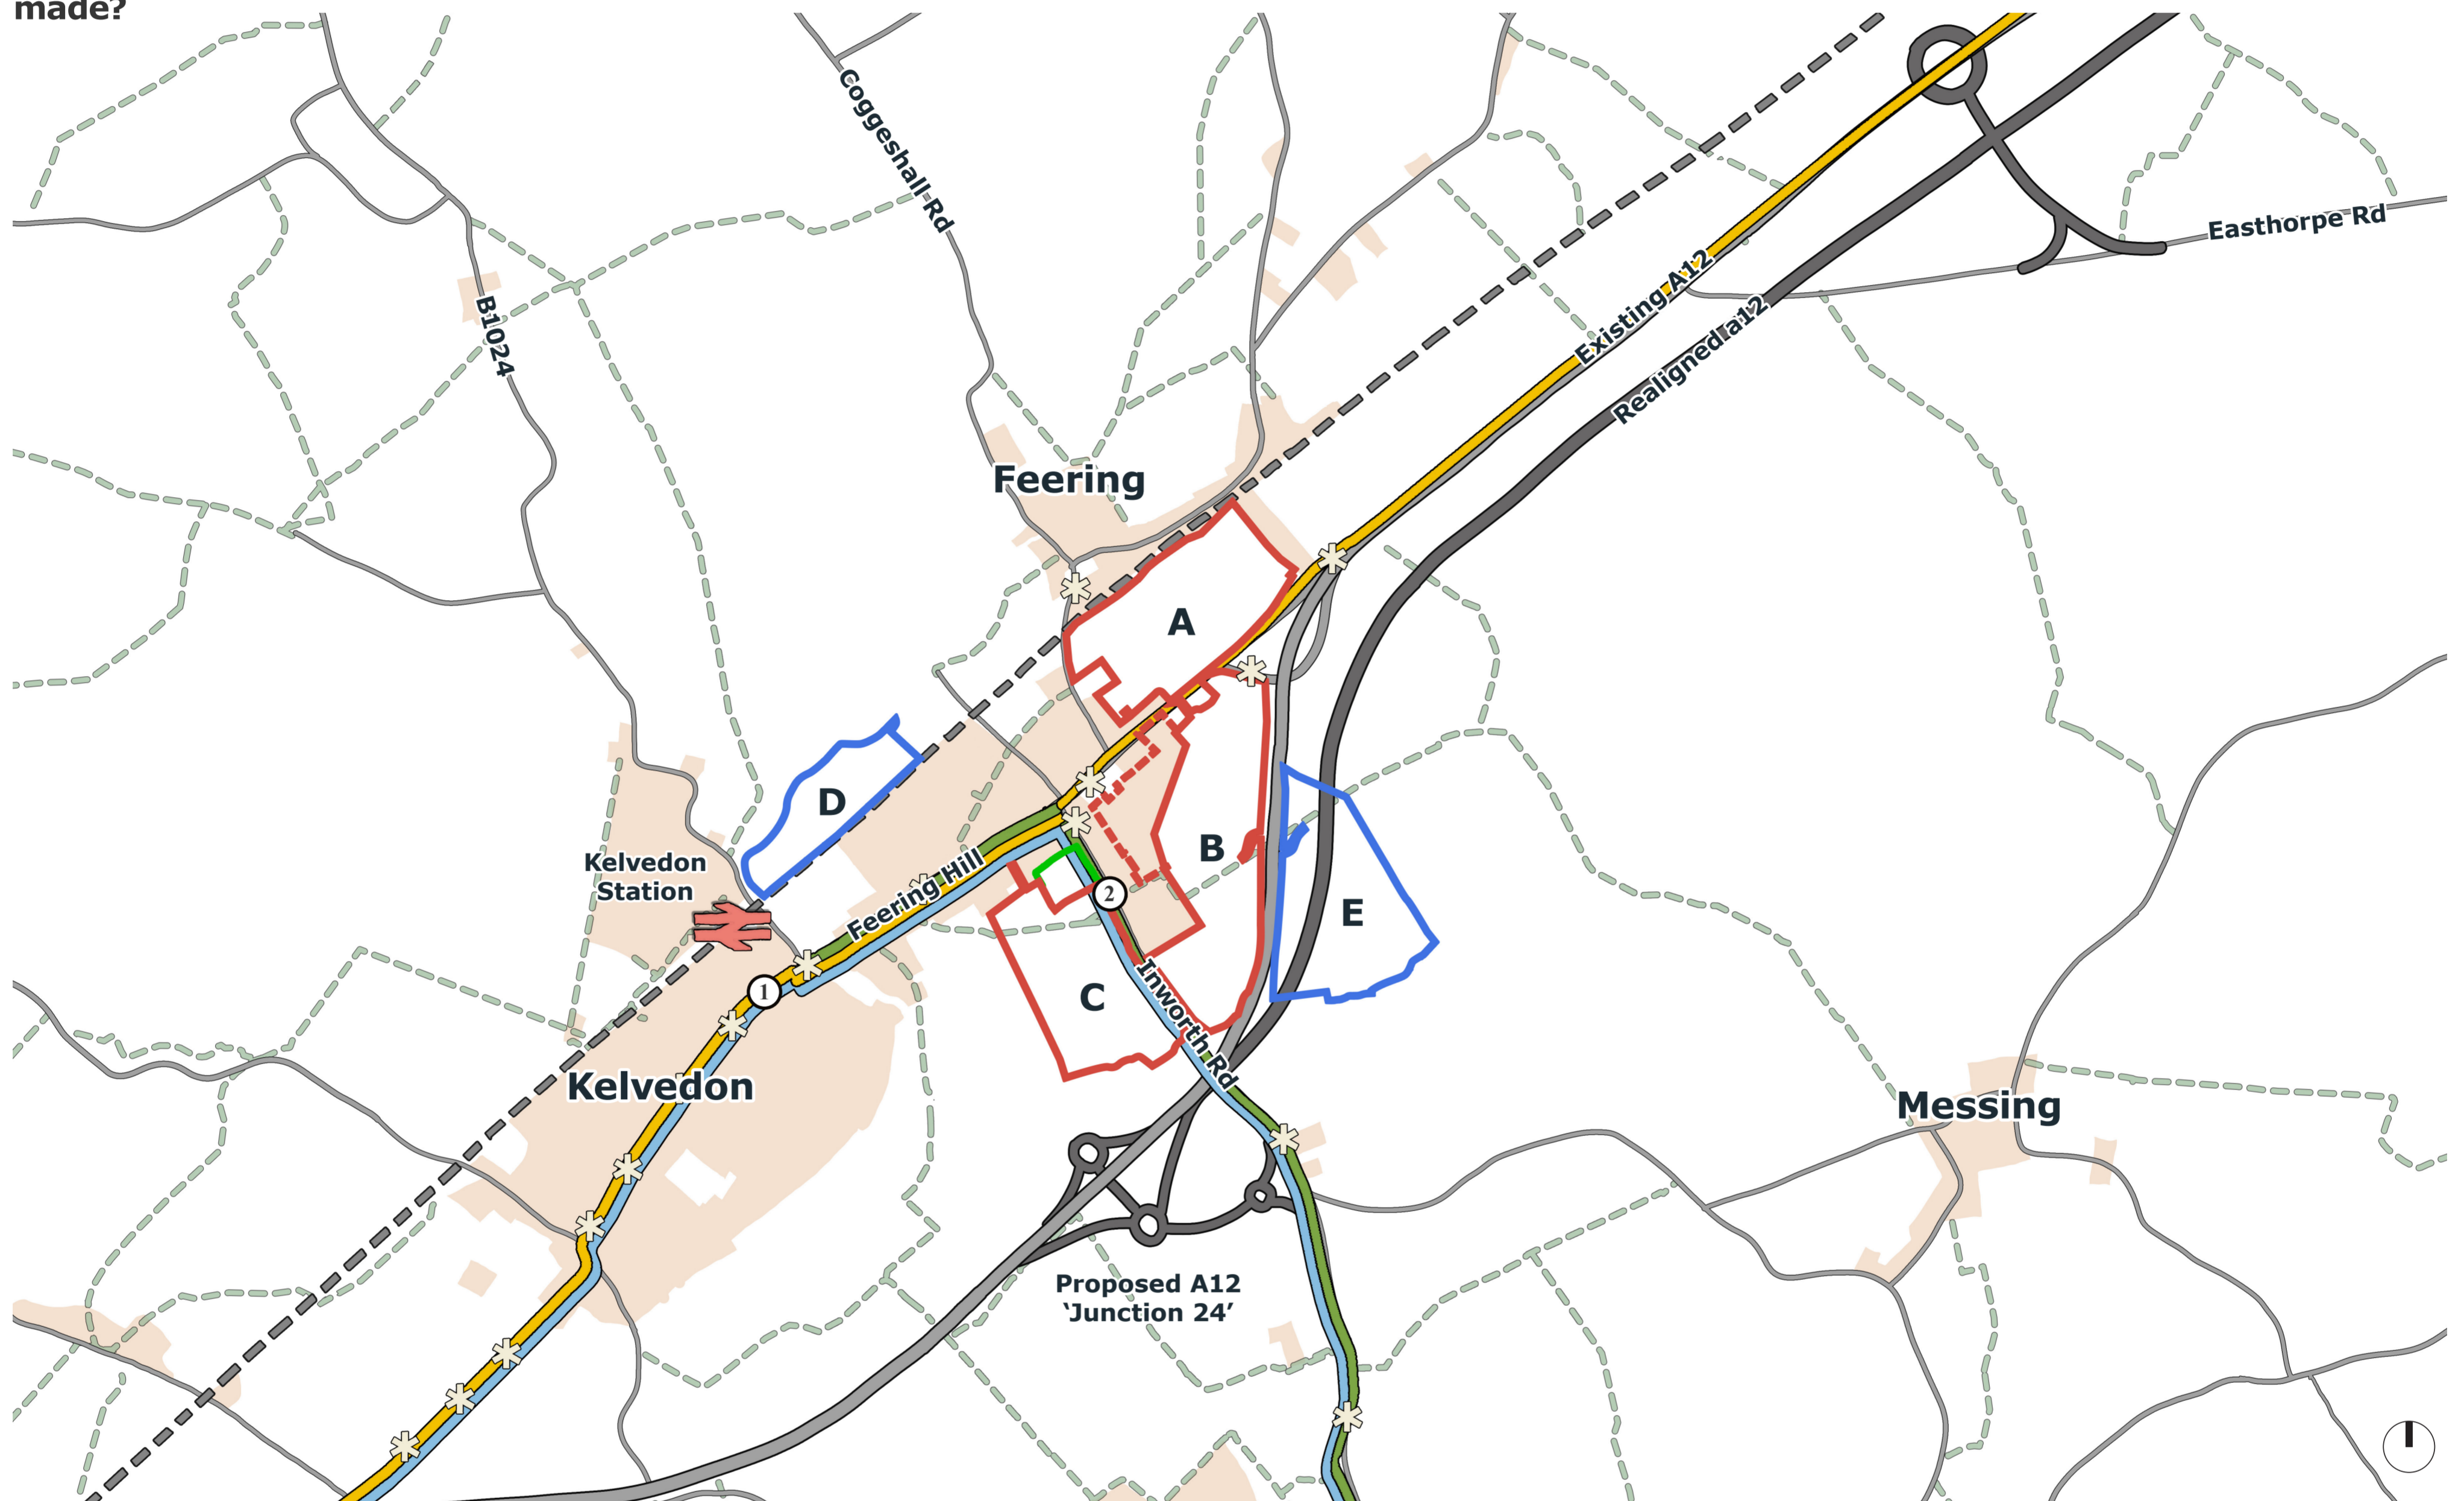 made?
Coggeshall Rd
Easthorpe Rd
B1024
Existing A12
Realigned a12
Feering
A
D
B
Kelvedon
Station
Feering Hill
2
E
1
C
Inworth Rd
Kelvedon
Messing
Proposed A12
‘Junction 24’